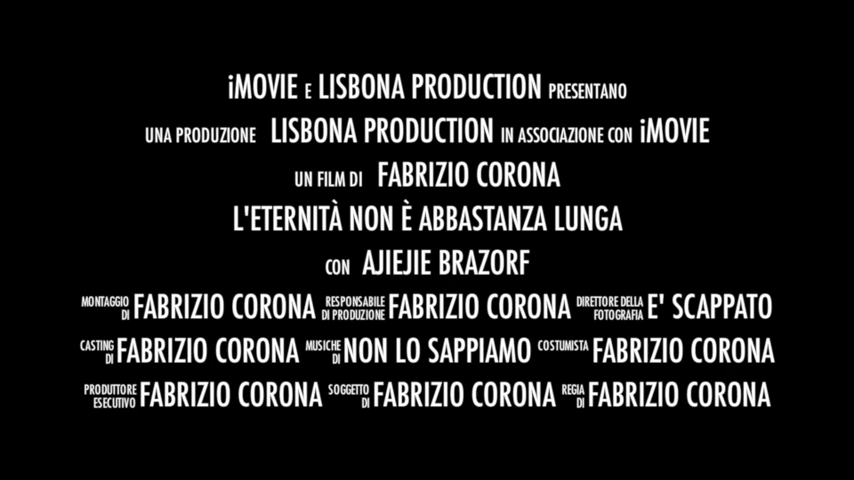 iMOVIE E LISBONA PRODUCTION PRESENTANO
UNA PRODUZIONE LISBONA PRODUCTION IN ASSOCIAZIONE CON iMOVIE
UN FILM DI FABRIZIO CORONA
L'ETERNITÀ NON È ABBASTANZA LUNGA
CON AJIEJIE BRAZORF
MONTAGGIO DI FABRIZIO CORONA RESPONSABILE DI PRODUZIONE FABRIZIO CORONA DIRETTORE DELLA FOTOGRAFIA E' SCAPPATO
CASTING DI FABRIZIO CORONA MUSICHE DI NON LO SAPPIAMO COSTUMISTA FABRIZIO CORONA
PRODUTTORE ESECUTIVO FABRIZIO CORONA SOGGETTO DI FABRIZIO CORONA REGIA DI FABRIZIO CORONA